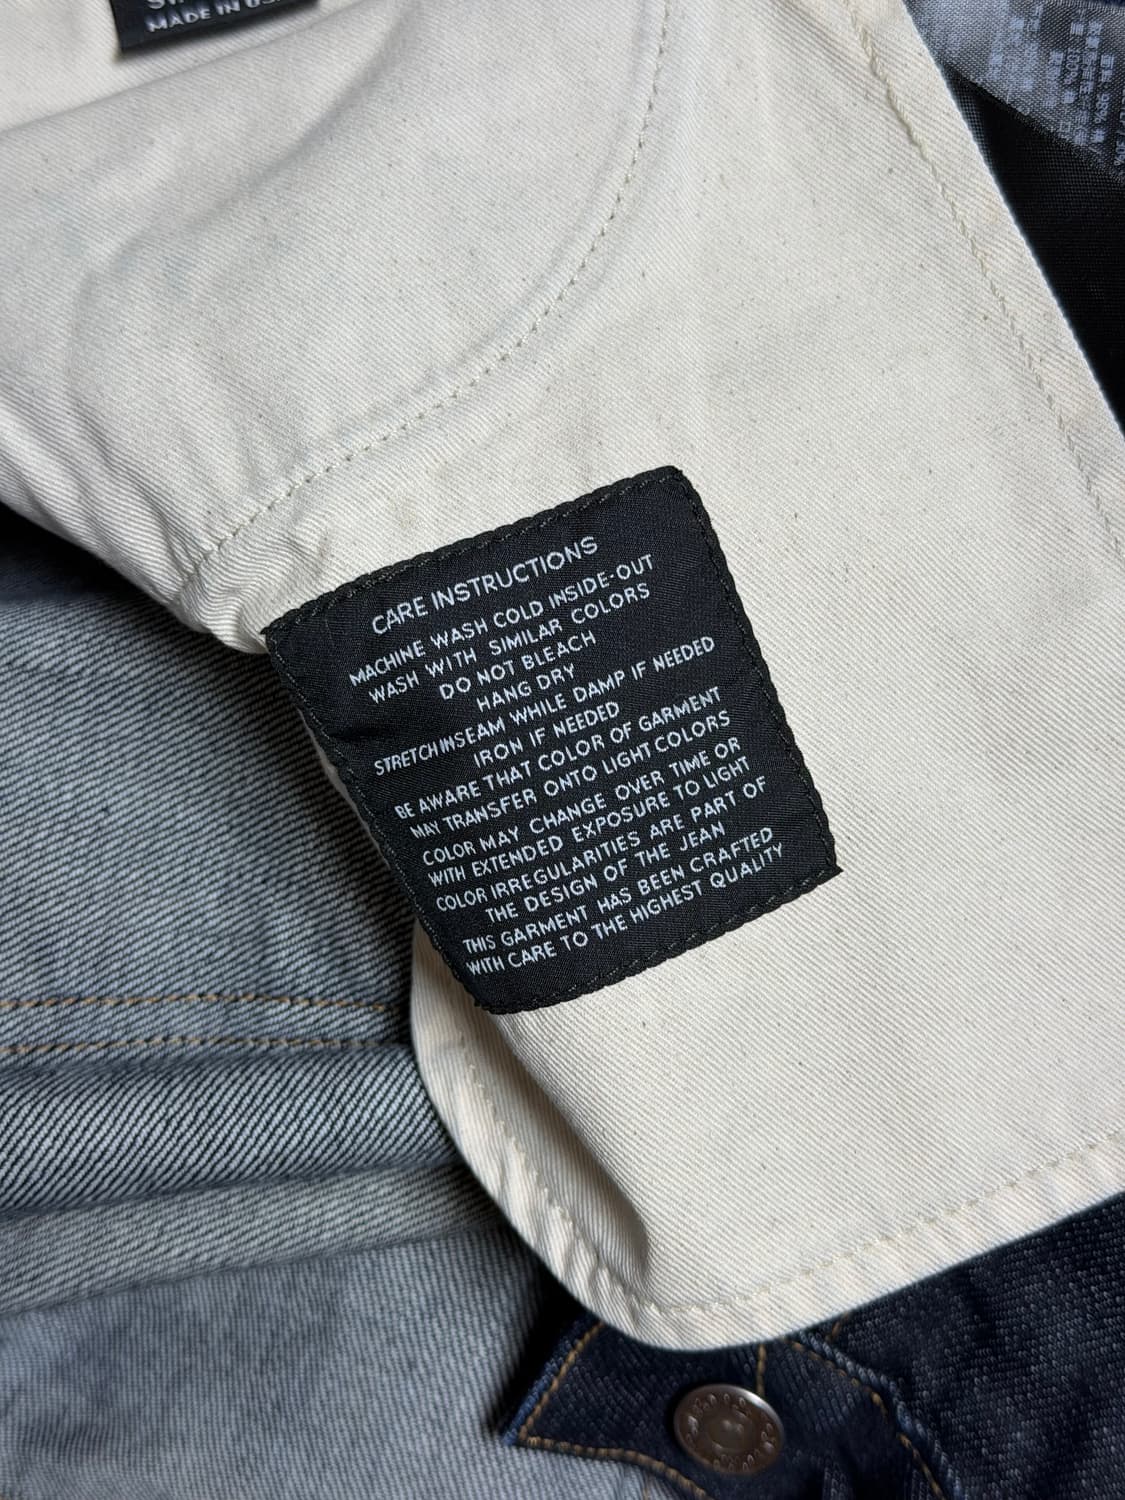 MADE IN
CARE INSTRUCTIONS
MACHINE WASH COLD INSIDE-OUT
WASH WITH SIMILAR COLORS
DO NOT BLEACH
HANG DRY
STRETCH INSEAM WHILE DAMP IF NEEDED
IRON IF NEEDED
BE AWARE THAT COLOR OF GARMENT
MAY TRANSFER ONTO LIGHT COLORS
COLOR MAY CHANGE OVER TIME OR
WITH EXTENDED EXPOSURE TO LIGHT
COLOR IRREGULARITIES ARE PART OF
THE DESIGN OF THE JEAN
THIS GARMENT HAS BEEN CRAFTED
WITH CARE TO THE HIGHEST QUALITY